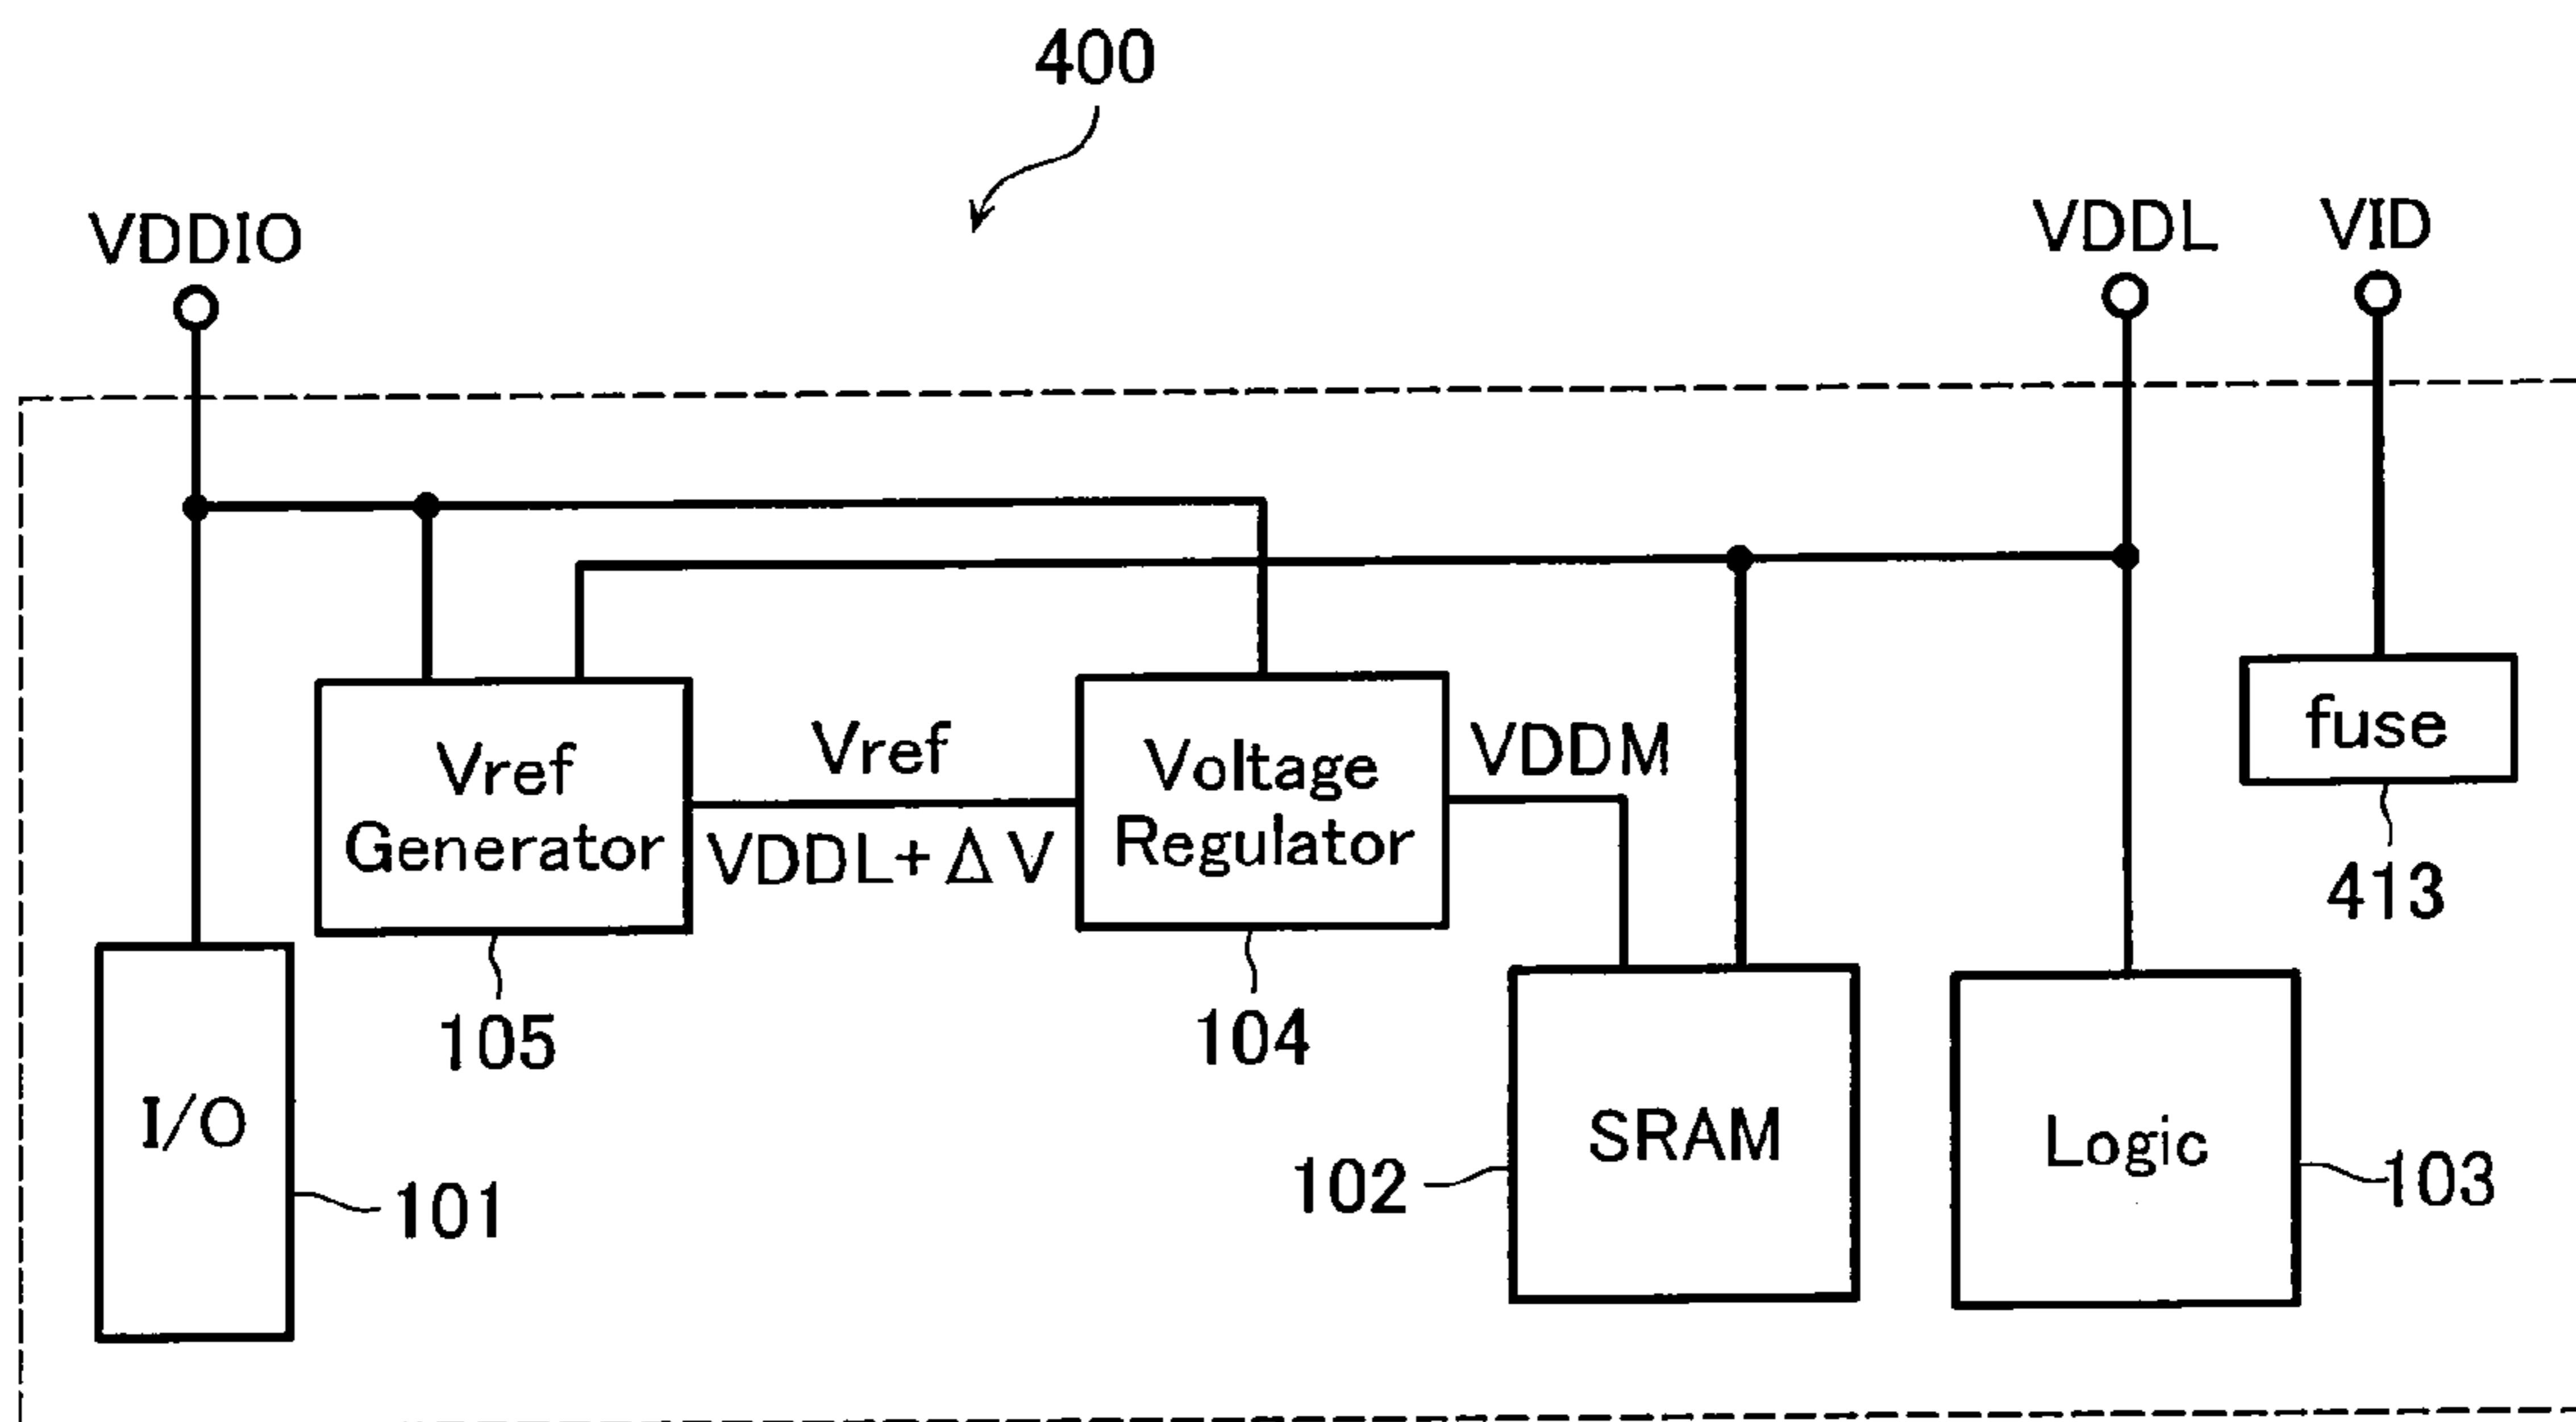 400
VDDIO
VDDL
VID
Vref
Generator
Vref
VDDL+ΔV
Voltage
Regulator
VDDM
fuse
413
105
104
I/O
101
SRAM
102
Logic
103